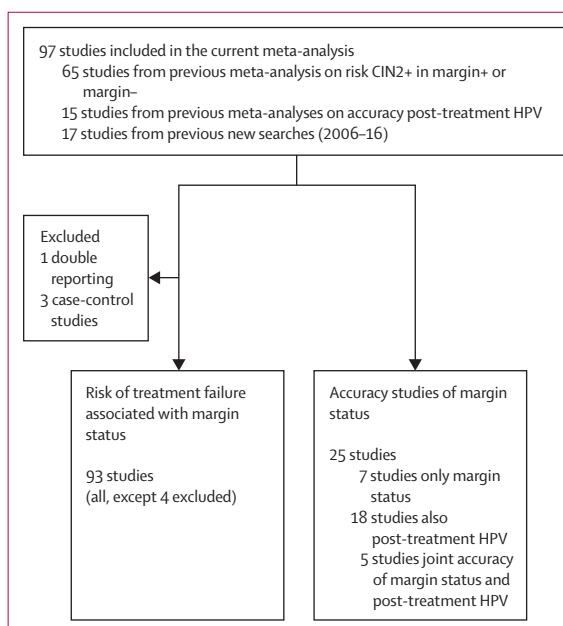 97 studies included in the current meta-analysis
65 studies from previous meta-analysis on risk CIN2+ in margin+ or
margin–
15 studies from previous meta-analyses on accuracy post-treatment HPV
17 studies from previous new searches (2006–16)
Excluded
1 double
reporting
3 case-control
studies
Risk of treatment failure
associated with margin
status
93 studies
(all, except 4 excluded)
Accuracy studies of margin
status
25 studies
7 studies only margin
status
18 studies also
post-treatment HPV
5 studies joint accuracy
of margin status and
post-treatment HPV